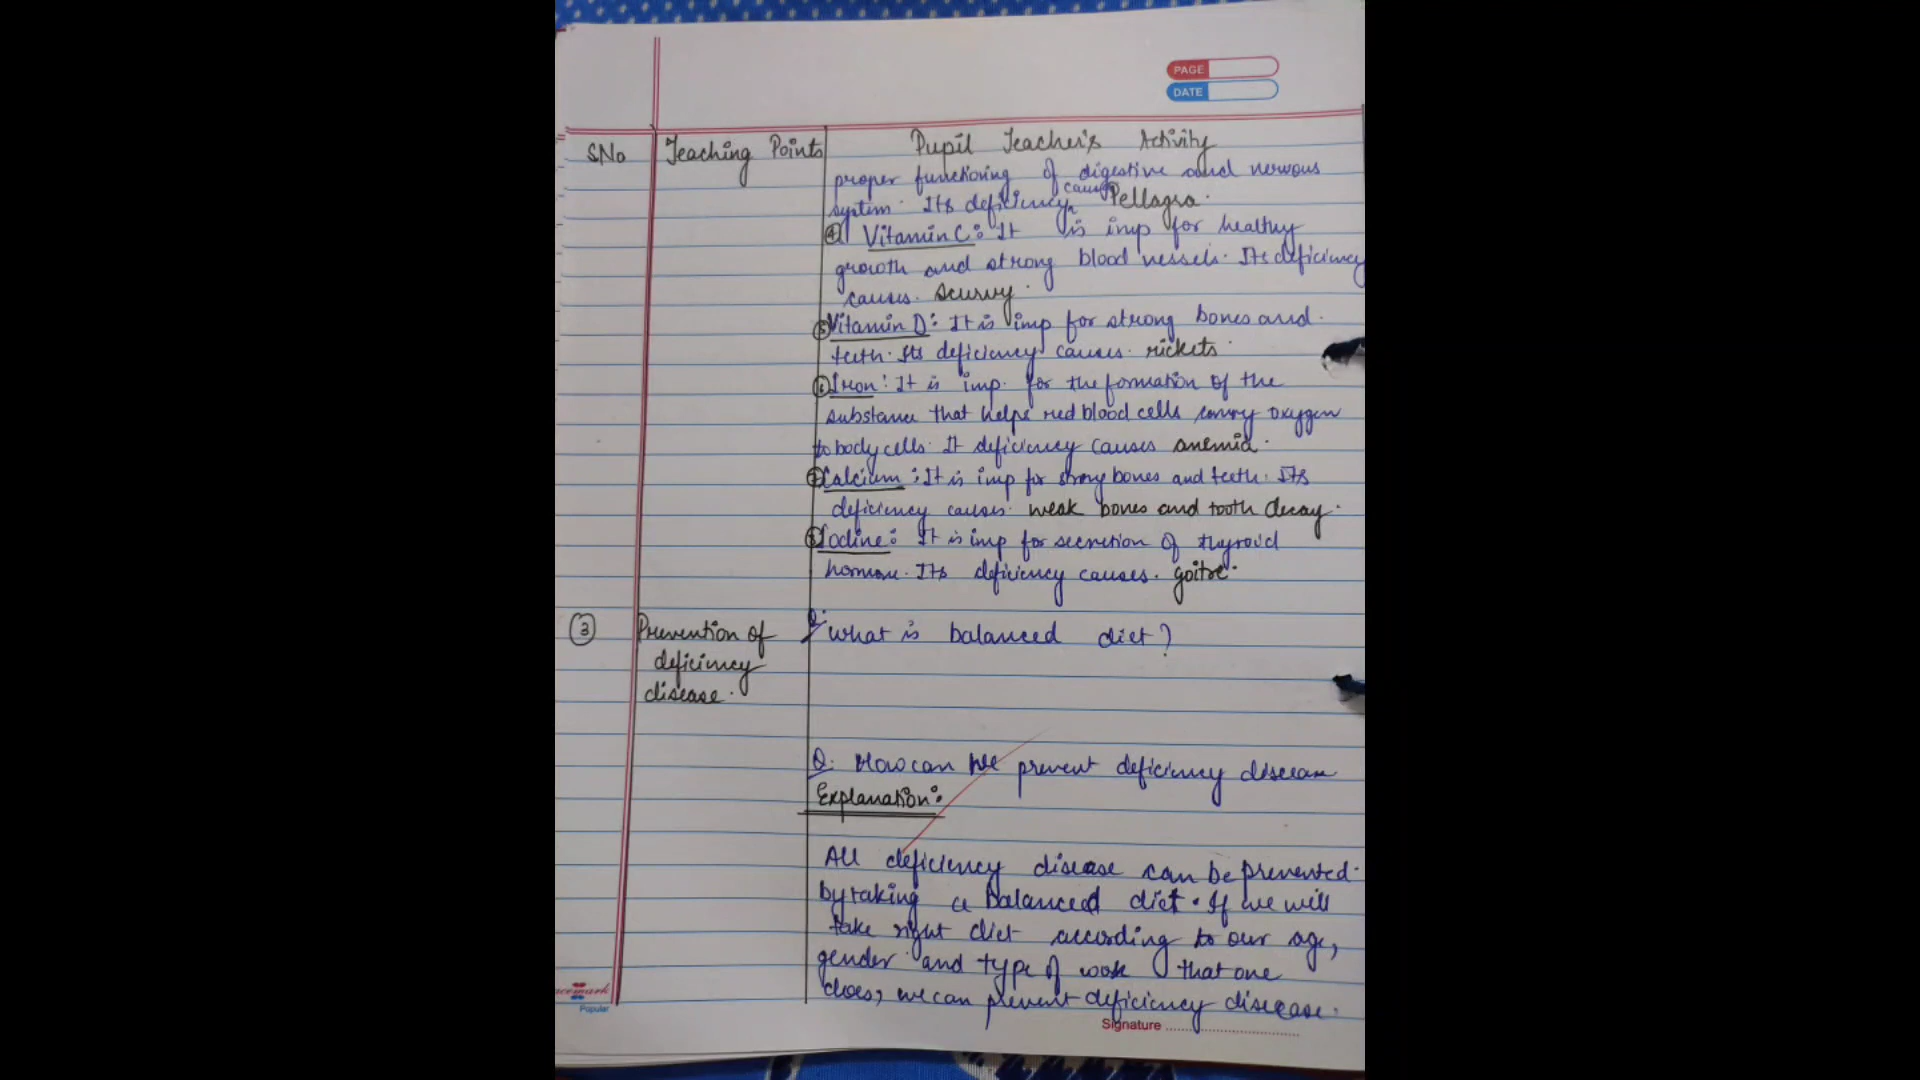 PAGE
DATE
SNo Teaching Points Pupil Teacher's Activity
proper functioning of digestive and nervous
system. Its deficiency causes Pellagra.
④ Vitamin C: It is imp for healthy
growth and strong blood vessels. Its deficiency
causes. scurvy.
⑤ Vitamin D: It is imp for strong bones and
teeth. Its deficiency causes. rickets.
⑥ Iron: It is imp. for the formation of the
substance that helps red blood cells carry oxygen
to body cells. It deficiency causes anemia.
⑦ Calcium: It is imp for strong bones and teeth. Its
deficiency causes. weak bones and tooth decay.
⑧ Iodine: It is imp for secretion of thyroid
hormone. Its deficiency causes. goitre.
③ Prevention of Q. what is balanced diet?
deficiency
disease.
Q. How can we prevent deficiency disease
Explanation:
All deficiency disease can be prevented.
by taking a balanced diet. If we will
take right diet according to our age,
gender and type of work that one
does, we can prevent deficiency disease.
Popular
Signature